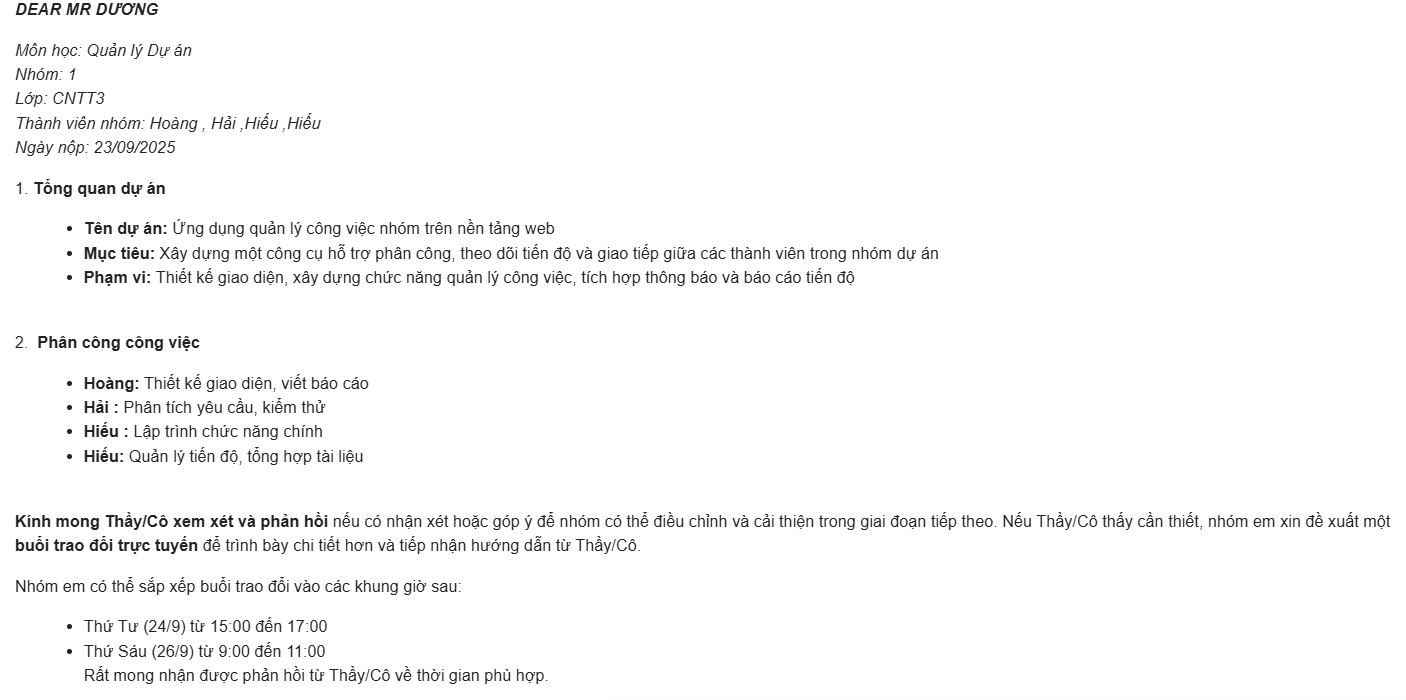 DEAR MR DƯƠNG
Môn học: Quản lý Dự án
Nhóm: 1
Lớp: CNTT3
Thành viên nhóm: Hoàng , Hải ,Hiếu ,Hiếu
Ngày nộp: 23/09/2025
1. Tổng quan dự án
• Tên dự án: Ứng dụng quản lý công việc nhóm trên nền tảng web
• Mục tiêu: Xây dựng một công cụ hỗ trợ phân công, theo dõi tiến độ và giao tiếp giữa các thành viên trong nhóm dự án
• Phạm vi: Thiết kế giao diện, xây dựng chức năng quản lý công việc, tích hợp thông báo và báo cáo tiến độ
2. Phân công công việc
• Hoàng: Thiết kế giao diện, viết báo cáo
• Hải : Phân tích yêu cầu, kiểm thử
• Hiếu : Lập trình chức năng chính
• Hiếu: Quản lý tiến độ, tổng hợp tài liệu
Kính mong Thầy/Cô xem xét và phản hồi nếu có nhận xét hoặc góp ý để nhóm có thể điều chỉnh và cải thiện trong giai đoạn tiếp theo. Nếu Thầy/Cô thấy cần thiết, nhóm em xin đề xuất một
buổi trao đổi trực tuyến để trình bày chi tiết hơn và tiếp nhận hướng dẫn từ Thầy/Cô.
Nhóm em có thể sắp xếp buổi trao đổi vào các khung giờ sau:
• Thứ Tư (24/9) từ 15:00 đến 17:00
• Thứ Sáu (26/9) từ 9:00 đến 11:00
Rất mong nhận được phản hồi từ Thầy/Cô về thời gian phù hợp.